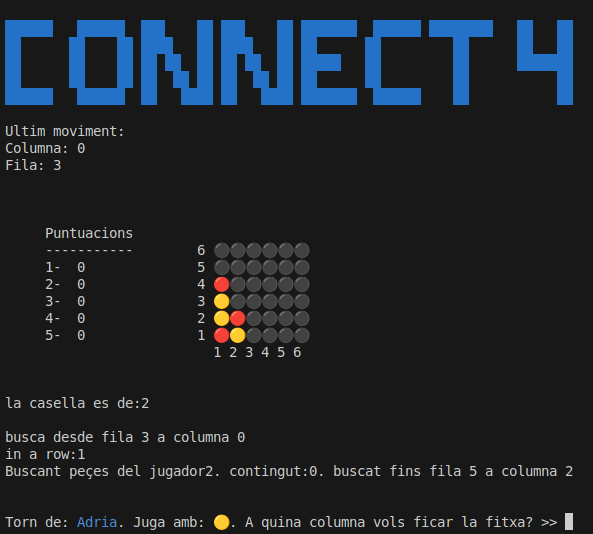 CONNECT 4
Ultim moviment:
Columna: 0
Fila: 3
Puntuacions
-----------
1- 0
2- 0
3- 0
4- 0
5- 0
6
5
4
3
2
1
1 2 3 4 5 6
la casella es de:2
busca desde fila 3 a columna 0
in a row:1
Buscant peçes del jugador2. contingut:0. buscat fins fila 5 a columna 2
Torn de: Adria. Juga amb: 🟡. A quina columna vols ficar la fitxa? >>